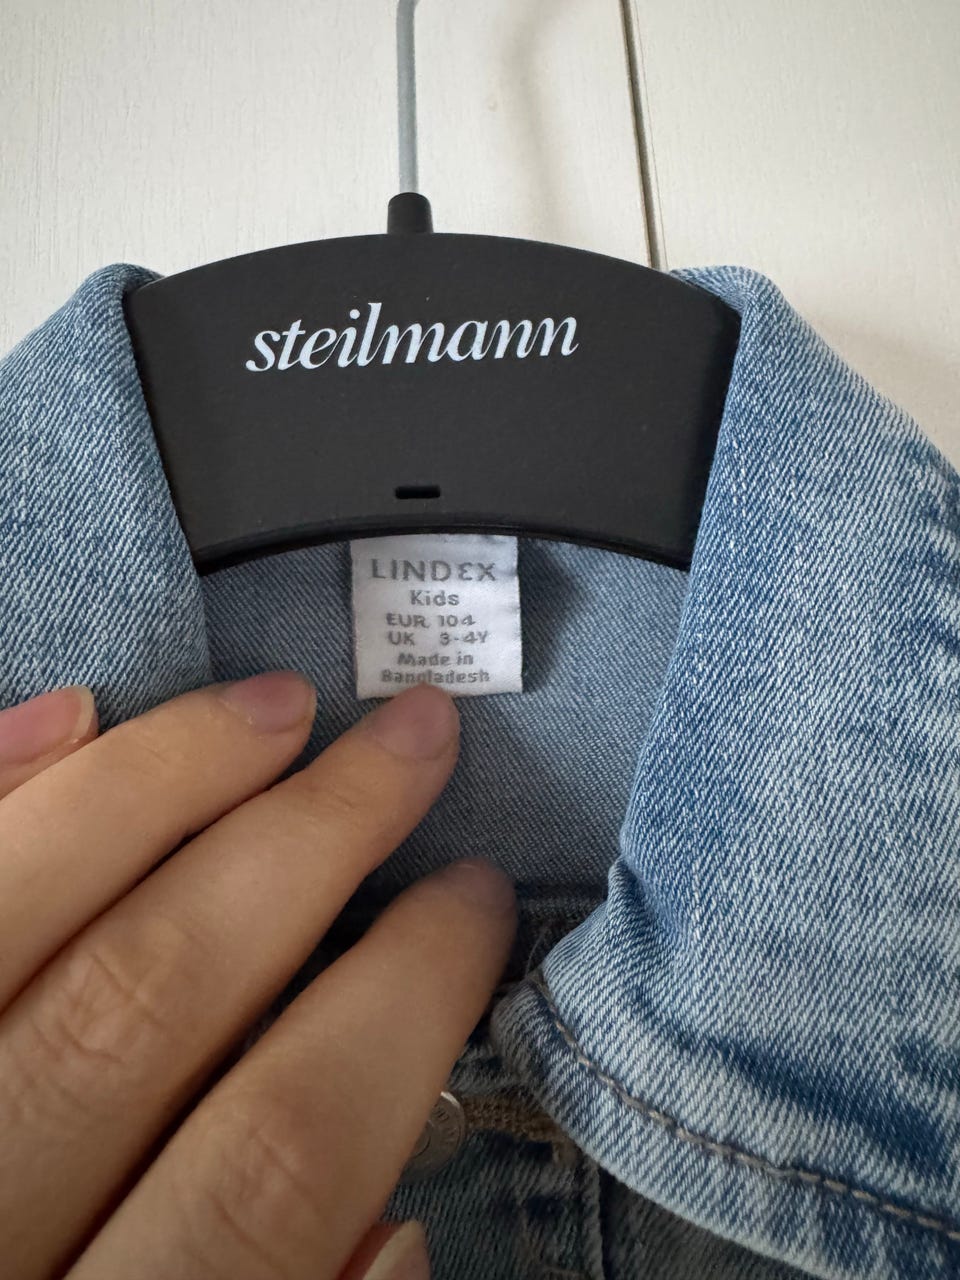 steilmann
LINDEX
Kids
EUR 104
UK 3-4Y
Made in
Bangladesh